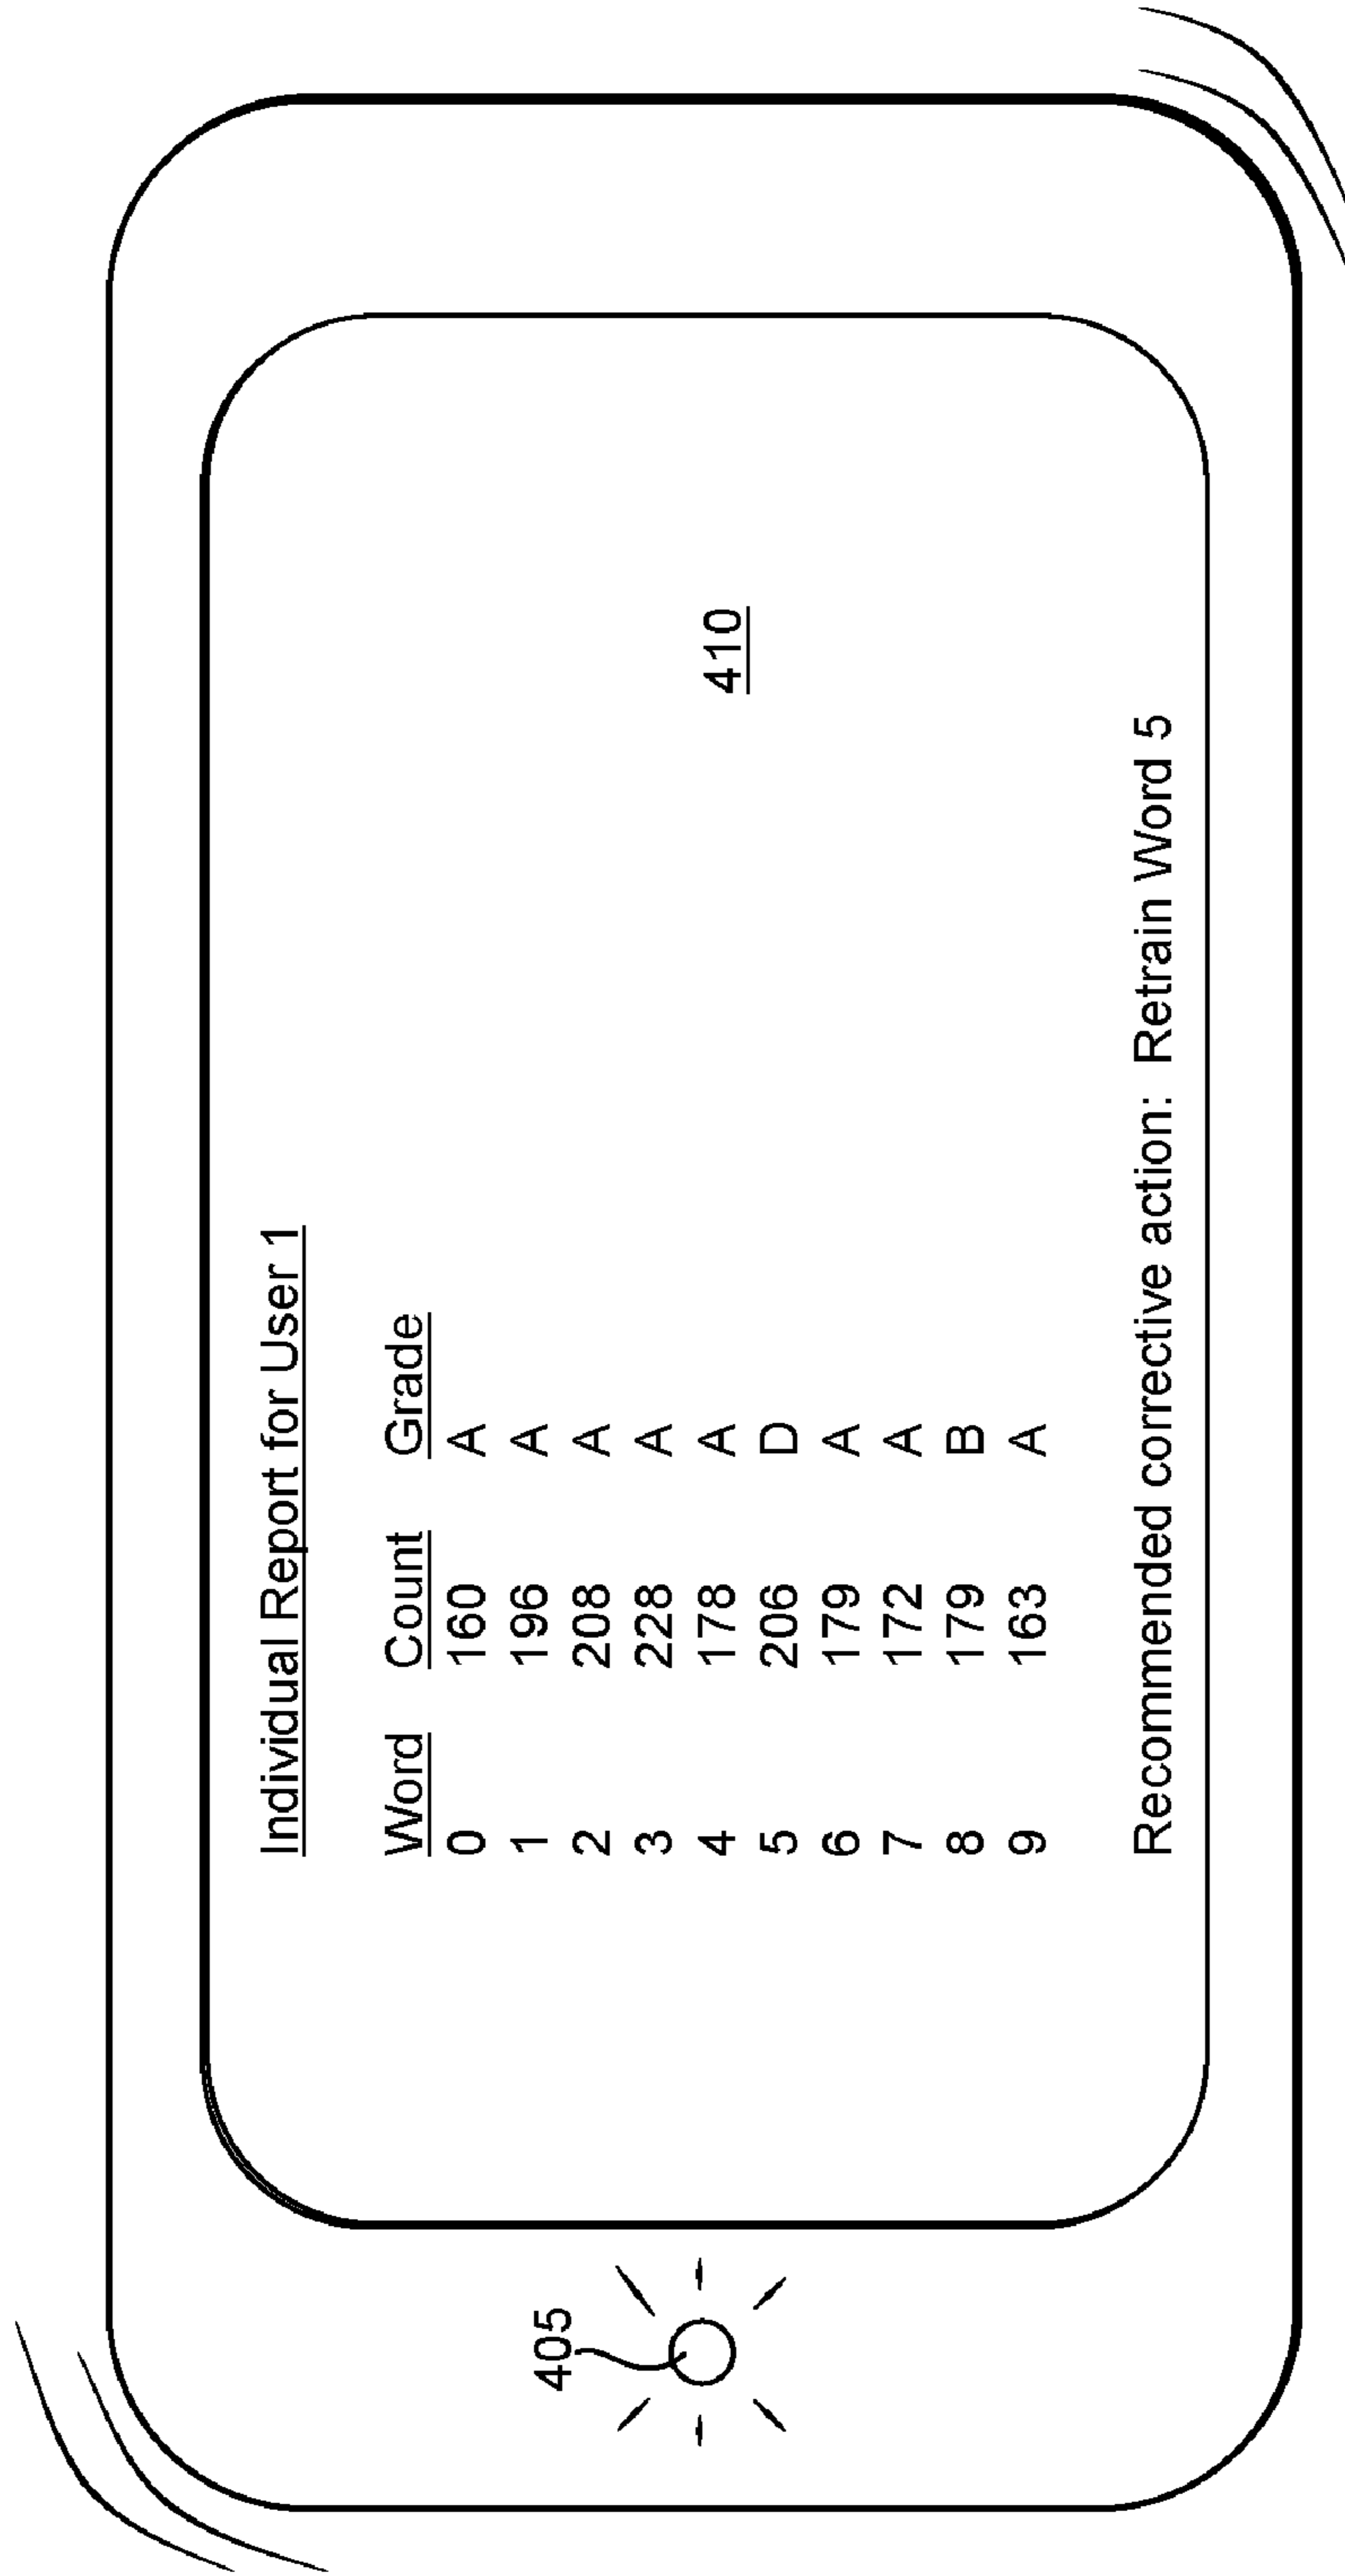 Individual Report for User 1
Word Count Grade
0 160 A
1 196 A
2 208 A
3 228 A
4 178 A
5 206 D
6 179 A
7 172 A
8 179 B
9 163 A
Recommended corrective action: Retrain Word 5
405
410